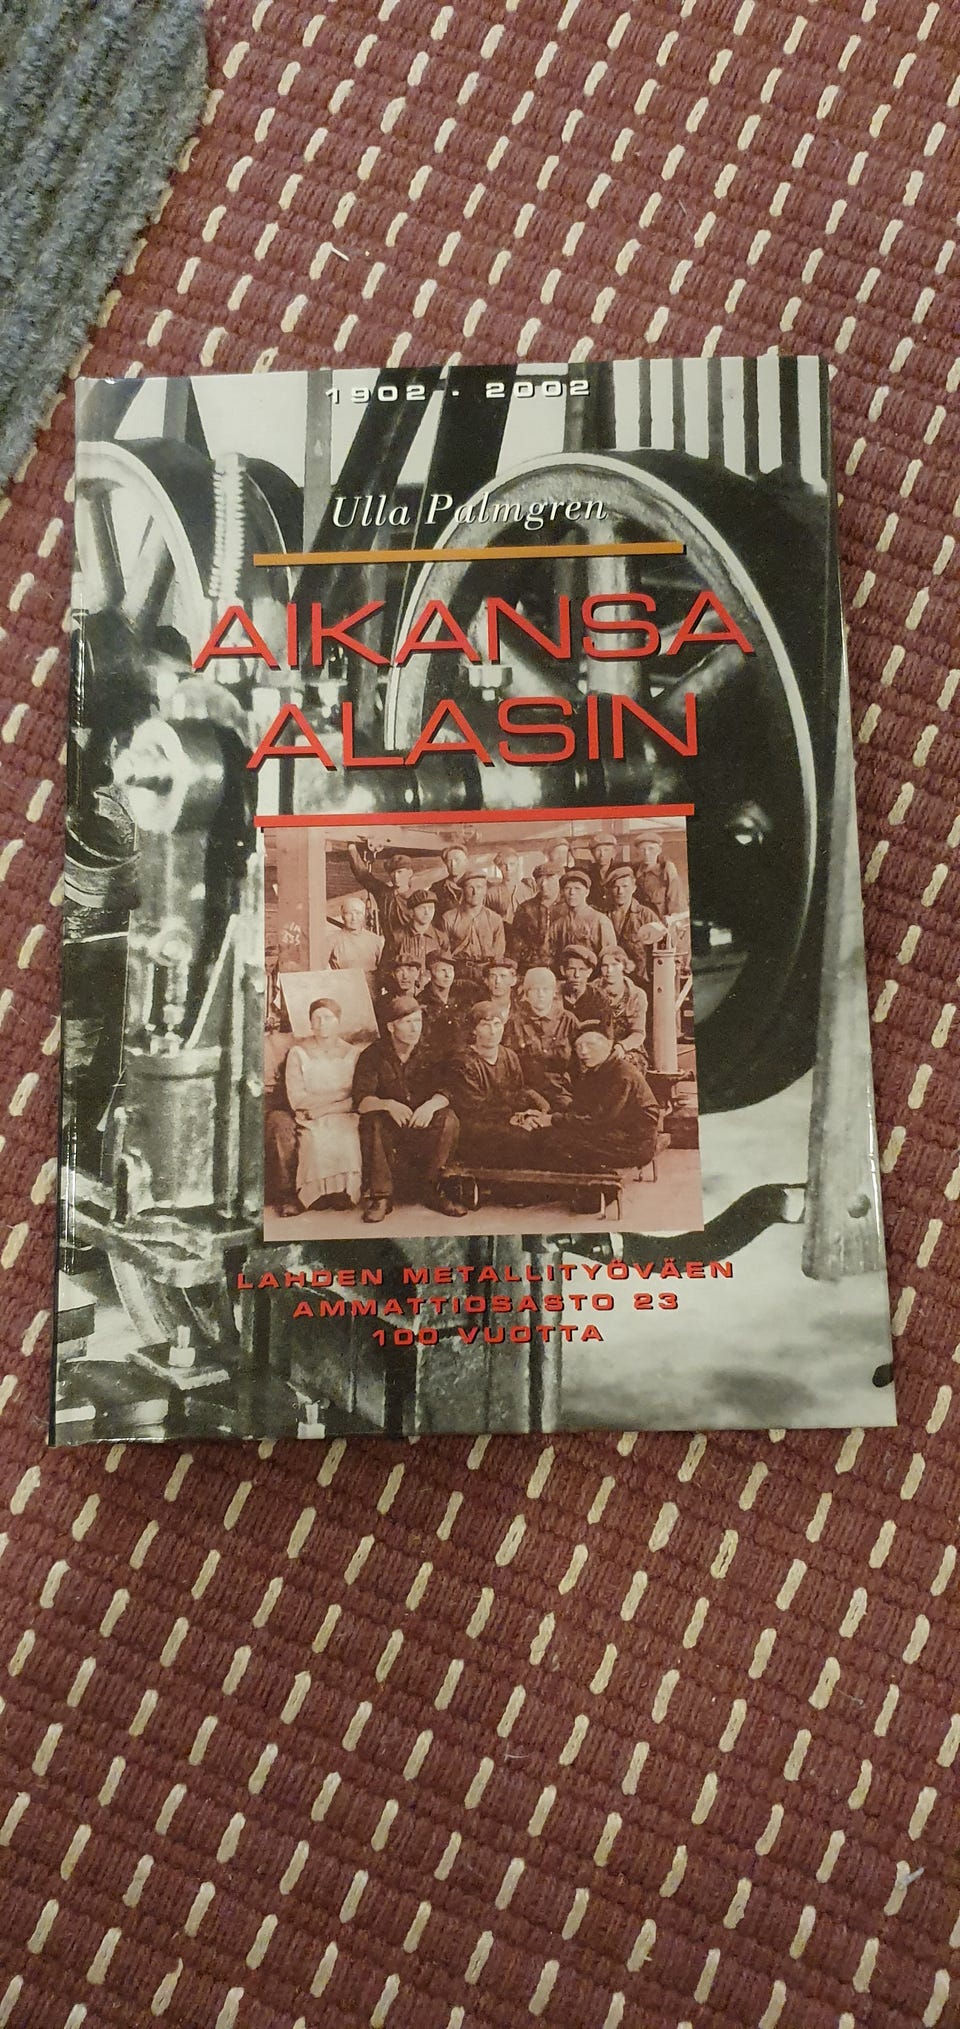 1902 - 2002
Ulla Palmgren
AIKANSA
ALASIN
LAHDEN METALLITYÖVÄEN
AMMATTIOSASTO 23
100 VUOTTA